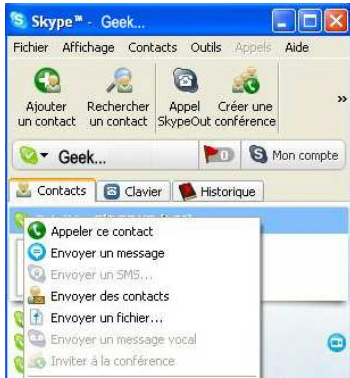 Skype™ - Geek...
Fichier Affichage Contacts Outils Appels Aide
Ajouter un contact
Rechercher un contact
Appel SkypeOut
Créer une conférence
»
Geek... 0 Mon compte
Contacts Clavier Historique
Appeler ce contact
Envoyer un message
Envoyer un SMS...
Envoyer des contacts
Envoyer un fichier...
Envoyer un message vocal
Inviter à la conférence